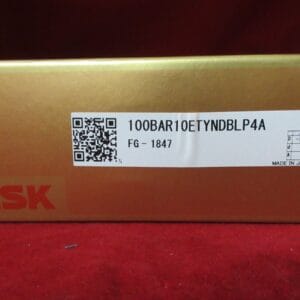 100BAR10ETYNDBLP4A
FG - 1847
MADE IN
SK